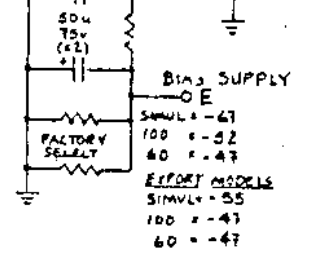 50u
75v
(x2)
+
BIAS SUPPLY
E
SIMUL = -67
100 = -52
60 = -47
FACTORY
SELECT
EXPORT MODELS
SIMUL = -55
100 = -47
60 = -47